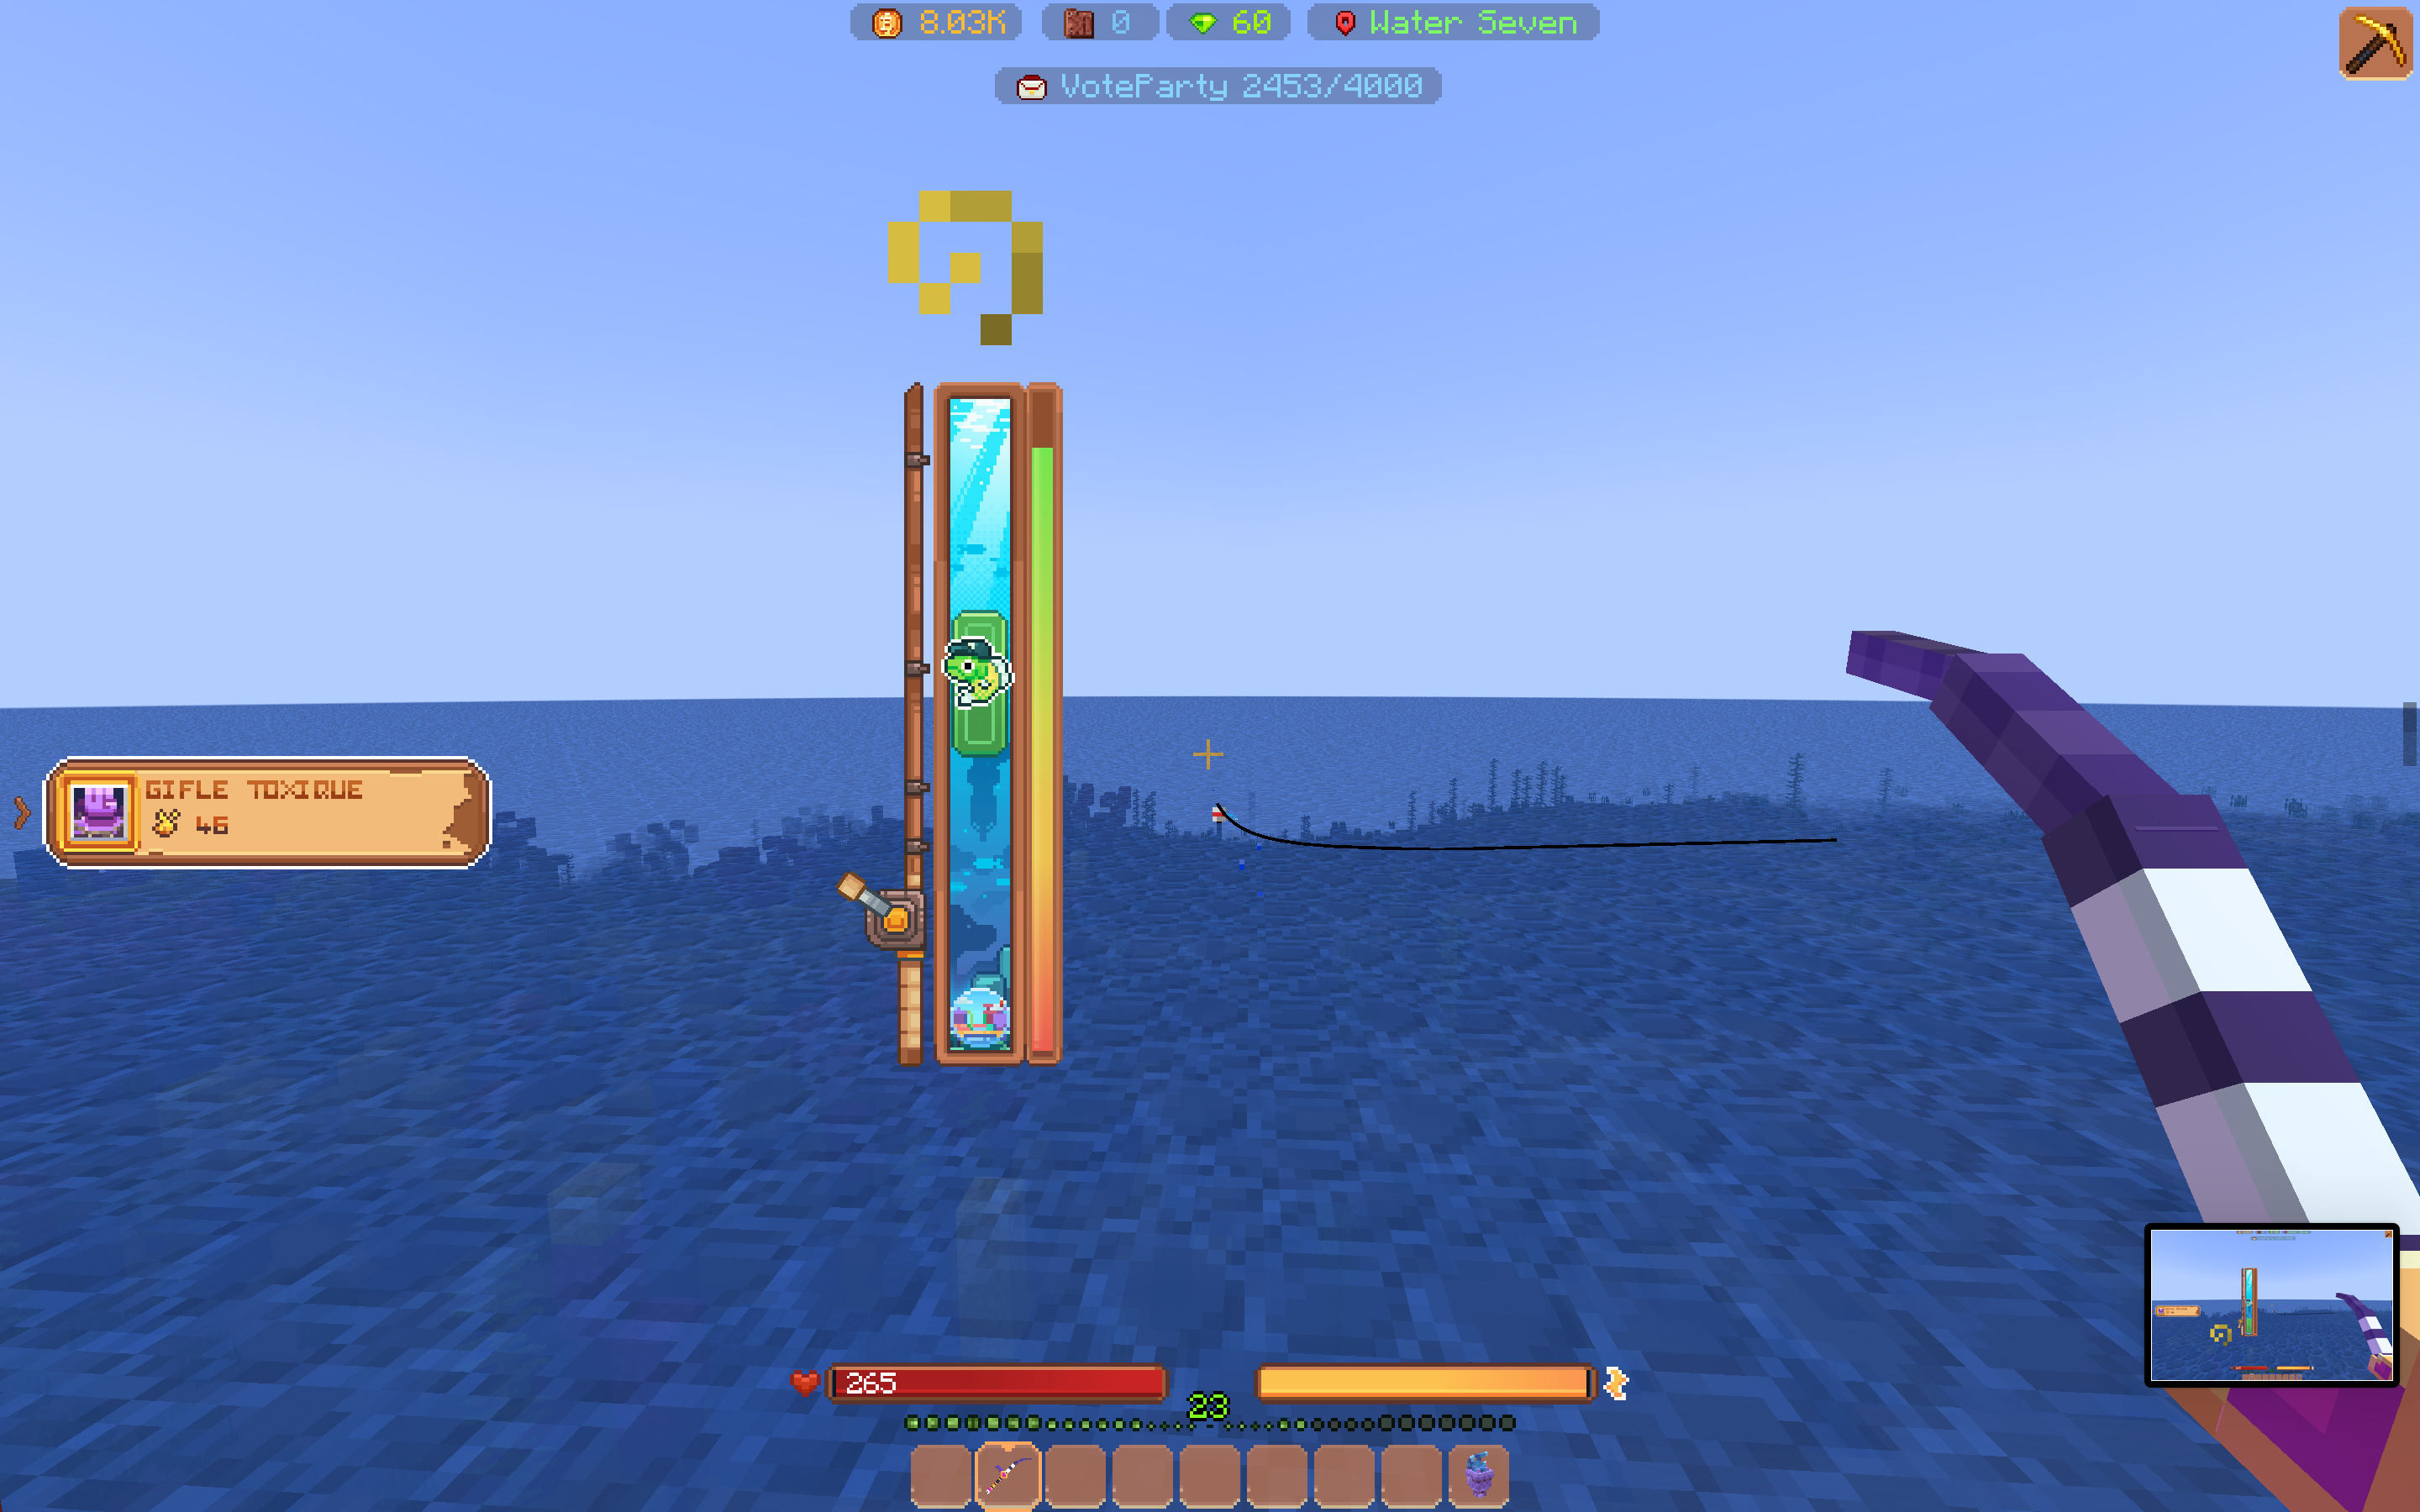 8.03K 0 60 Water Seven
VoteParty 2453/4000
GIFLE TOXIQUE
46
265
23